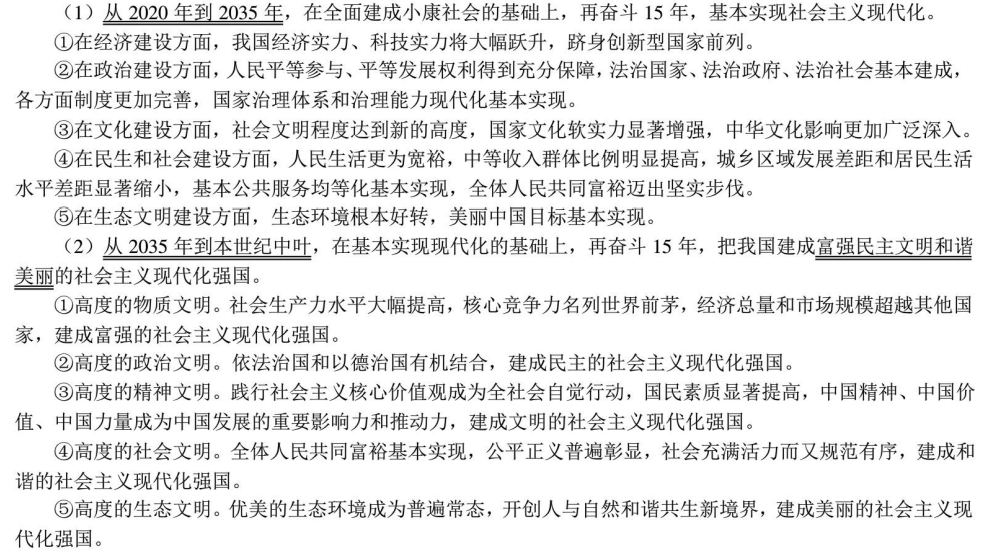 （1）从 2020 年到 2035 年，在全面建成小康社会的基础上，再奋斗 15 年，基本实现社会主义现代化。
①在经济建设方面，我国经济实力、科技实力将大幅跃升，跻身创新型国家前列。
②在政治建设方面，人民平等参与、平等发展权利得到充分保障，法治国家、法治政府、法治社会基本建成，
各方面制度更加完善，国家治理体系和治理能力现代化基本实现。
③在文化建设方面，社会文明程度达到新的高度，国家文化软实力显著增强，中华文化影响更加广泛深入。
④在民生和社会建设方面，人民生活更为宽裕，中等收入群体比例明显提高，城乡区域发展差距和居民生活
水平差距显著缩小，基本公共服务均等化基本实现，全体人民共同富裕迈出坚实步伐。
⑤在生态文明建设方面，生态环境根本好转，美丽中国目标基本实现。
（2）从 2035 年到本世纪中叶，在基本实现现代化的基础上，再奋斗 15 年，把我国建成富强民主文明和谐
美丽的社会主义现代化强国。
①高度的物质文明。社会生产力水平大幅提高，核心竞争力名列世界前茅，经济总量和市场规模超越其他国
家，建成富强的社会主义现代化强国。
②高度的政治文明。依法治国和以德治国有机结合，建成民主的社会主义现代化强国。
③高度的精神文明。践行社会主义核心价值观成为全社会自觉行动，国民素质显著提高，中国精神、中国价
值、中国力量成为中国发展的重要影响力和推动力，建成文明的社会主义现代化强国。
④高度的社会文明。全体人民共同富裕基本实现，公平正义普遍彰显，社会充满活力而又规范有序，建成和
谐的社会主义现代化强国。
⑤高度的生态文明。优美的生态环境成为普遍常态，开创人与自然和谐共生新境界，建成美丽的社会主义现
代化强国。